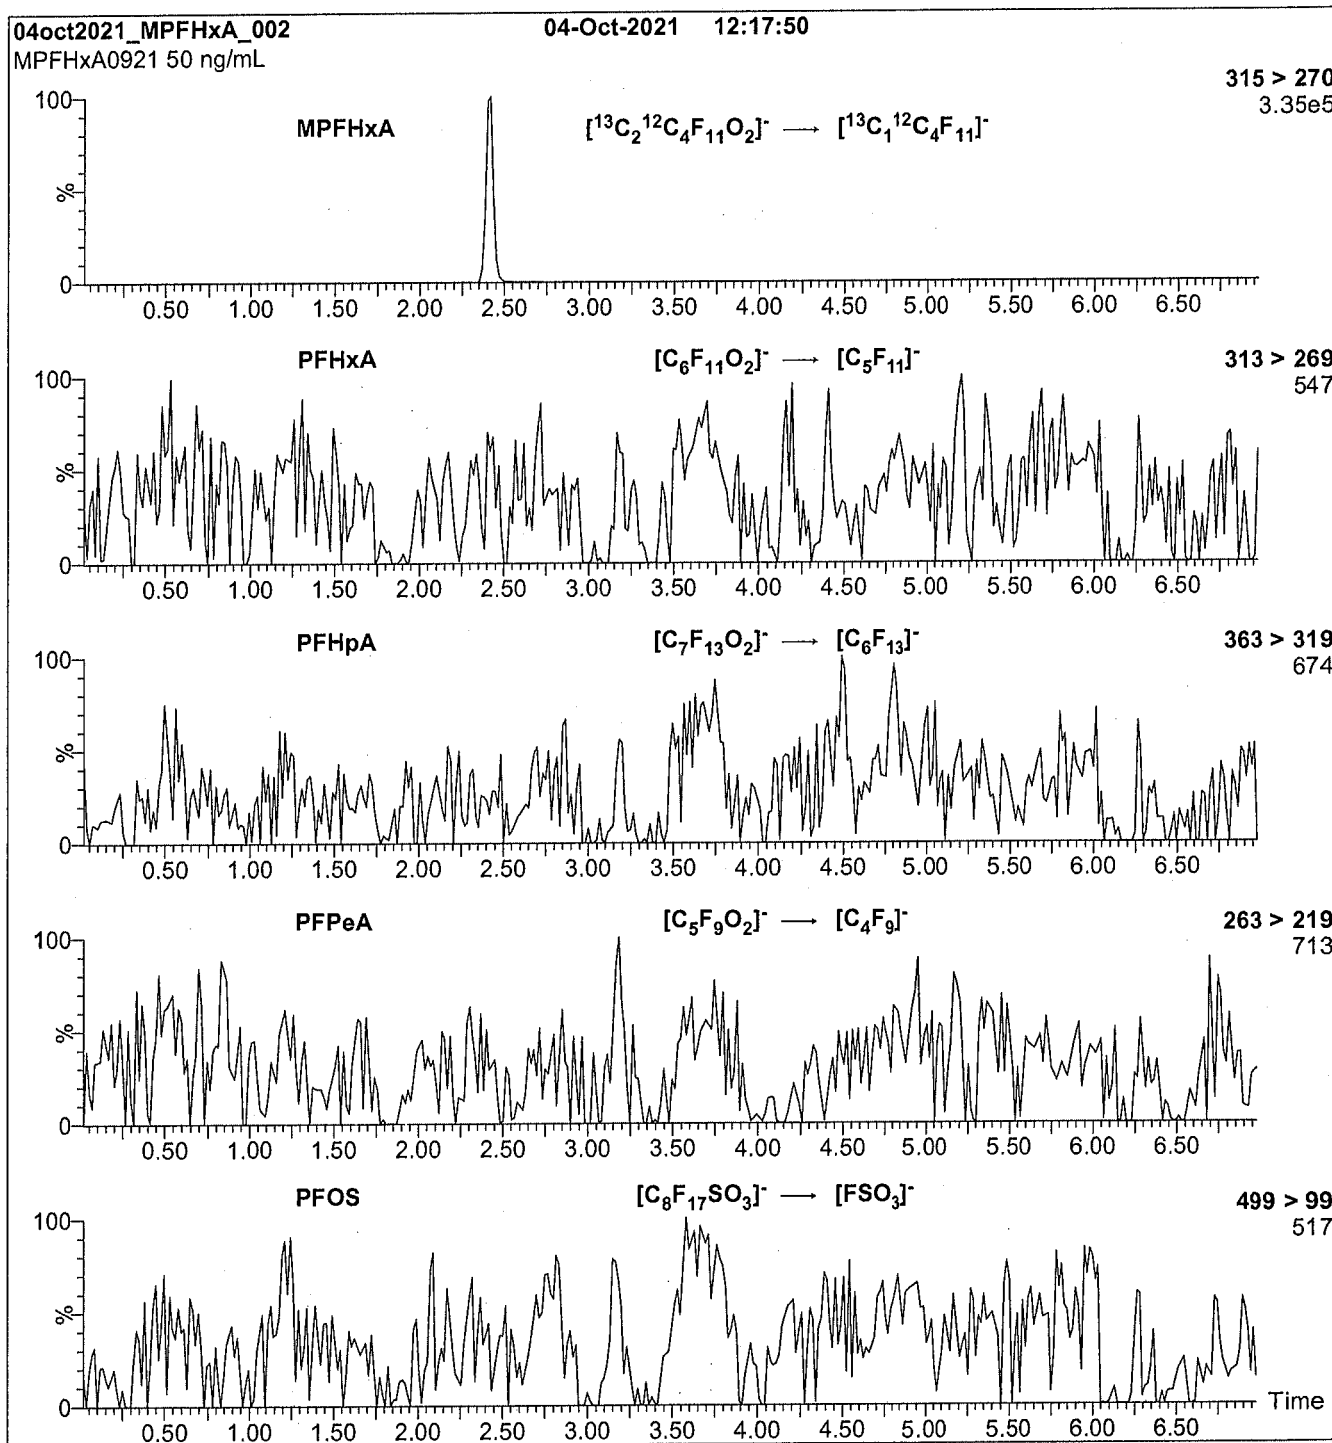 04oct2021_MPFHxA_002 04-Oct-2021 12:17:50
MPFHxA0921 50 ng/mL
315 > 270
3.35e5
MPFHxA [¹³C₂¹²C₄F₁₁O₂]⁻ → [¹³C₁¹²C₄F₁₁]⁻
100
%
0
0.50 1.00 1.50 2.00 2.50 3.00 3.50 4.00 4.50 5.00 5.50 6.00 6.50
PFHxA [C₆F₁₁O₂]⁻ → [C₅F₁₁]⁻ 313 > 269
547
100
%
0
0.50 1.00 1.50 2.00 2.50 3.00 3.50 4.00 4.50 5.00 5.50 6.00 6.50
PFHpA [C₇F₁₃O₂]⁻ → [C₆F₁₃]⁻ 363 > 319
674
100
%
0
0.50 1.00 1.50 2.00 2.50 3.00 3.50 4.00 4.50 5.00 5.50 6.00 6.50
PFPeA [C₅F₉O₂]⁻ → [C₄F₉]⁻ 263 > 219
713
100
%
0
0.50 1.00 1.50 2.00 2.50 3.00 3.50 4.00 4.50 5.00 5.50 6.00 6.50
PFOS [C₈F₁₇SO₃]⁻ → [FSO₃]⁻ 499 > 99
517
100
%
0
Time
0.50 1.00 1.50 2.00 2.50 3.00 3.50 4.00 4.50 5.00 5.50 6.00 6.50